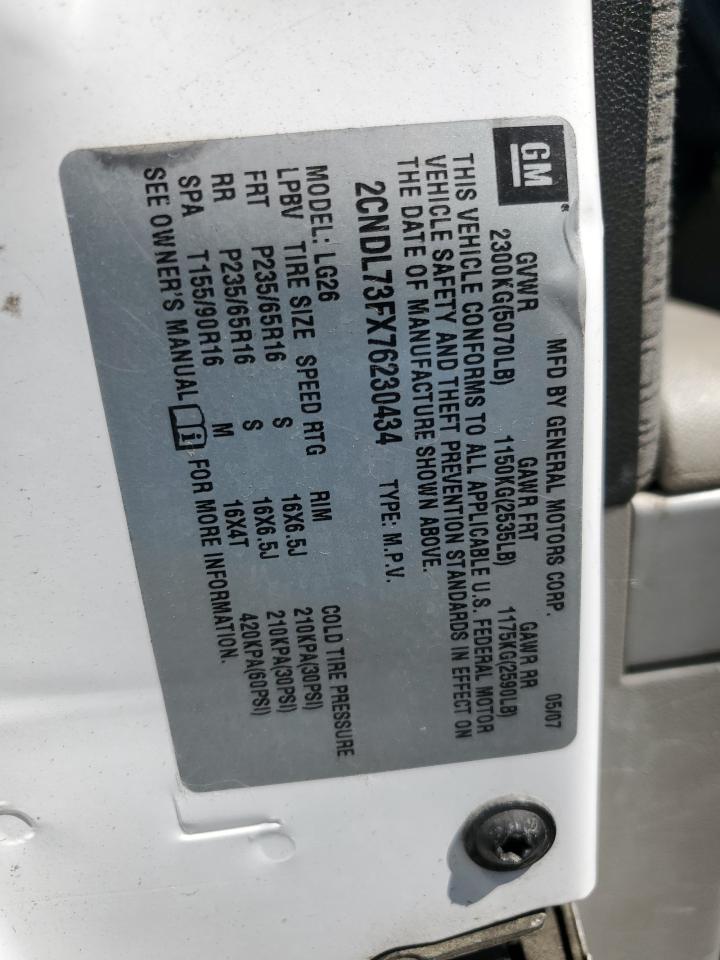 GM
MFD BY GENERAL MOTORS CORP. 05/07
GVWR GAWR FRT GAWR RR
2300KG(5070LB) 1150KG(2535LB) 1175KG(2590LB)
THIS VEHICLE CONFORMS TO ALL APPLICABLE U.S. FEDERAL MOTOR
VEHICLE SAFETY AND THEFT PREVENTION STANDARDS IN EFFECT ON
THE DATE OF MANUFACTURE SHOWN ABOVE.
2CNDL73FX76230434 TYPE: M.P.V.
MODEL: LG26
LPBV TIRE SIZE SPEED RTG RIM COLD TIRE PRESSURE
FRT P235/65R16 S 16X6.5J 210KPA(30PSI)
RR P235/65R16 S 16X6.5J 210KPA(30PSI)
SPA T155/90R16 M 16X4T 420KPA(60PSI)
SEE OWNER'S MANUAL i FOR MORE INFORMATION.